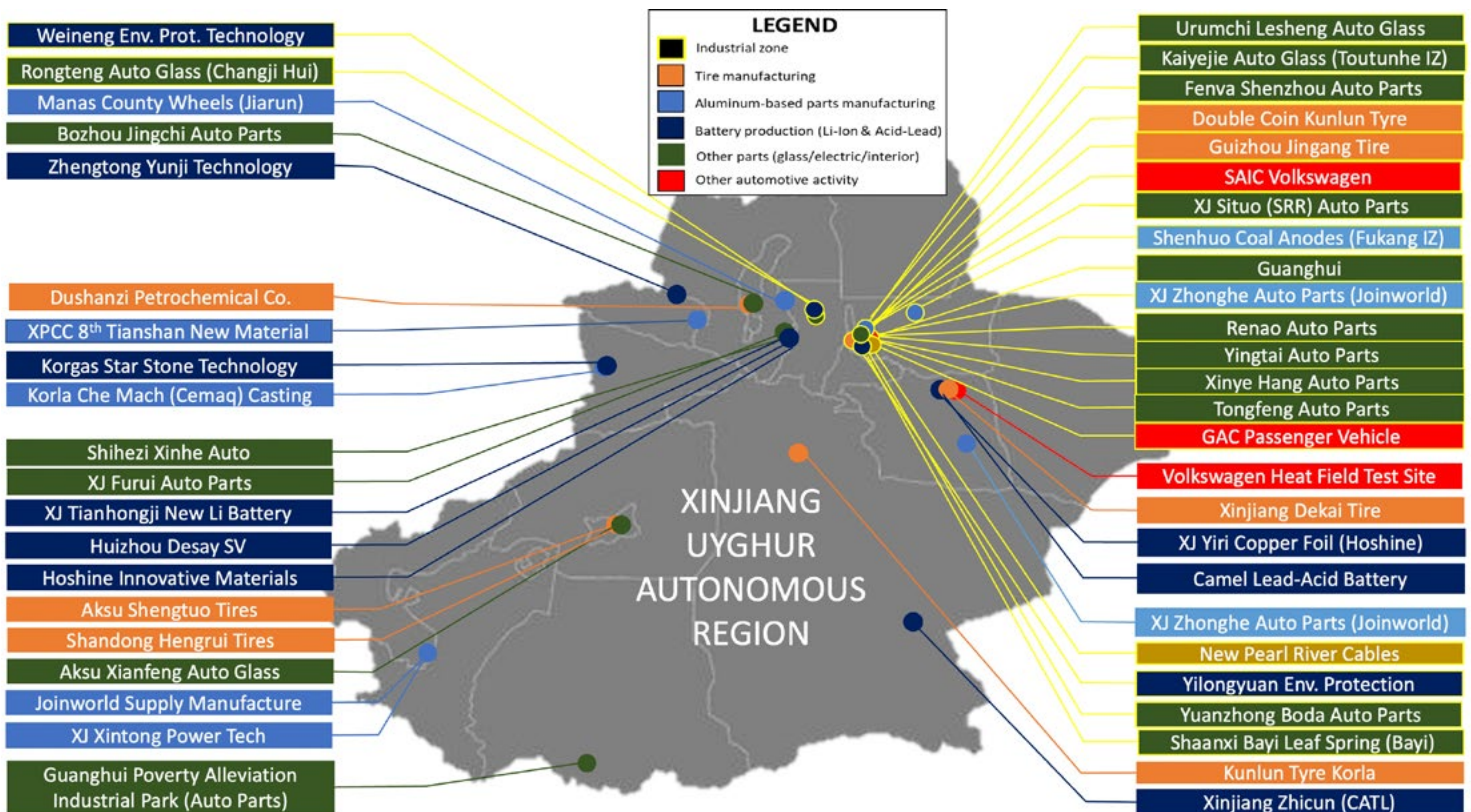 LEGEND
Industrial zone
Tire manufacturing
Aluminum-based parts manufacturing
Battery production (Li-Ion & Acid-Lead)
Other parts (glass/electric/interior)
Other automotive activity
Weineng Env. Prot. Technology
Rongteng Auto Glass (Changji Hui)
Manas County Wheels (Jiarun)
Bozhou Jingchi Auto Parts
Zhengtong Yunji Technology
Dushanzi Petrochemical Co.
XPCC 8th Tianshan New Material
Korgas Star Stone Technology
Korla Che Mach (Cemaq) Casting
Shihezi Xinhe Auto
XJ Furui Auto Parts
XJ Tianhongji New Li Battery
Huizhou Desay SV
Hoshine Innovative Materials
Aksu Shengtuo Tires
Shandong Hengrui Tires
Aksu Xianfeng Auto Glass
Joinworld Supply Manufacture
XJ Xintong Power Tech
Guanghui Poverty Alleviation
Industrial Park (Auto Parts)
XINJIANG
UYGHUR
AUTONOMOUS
REGION
Urumchi Lesheng Auto Glass
Kaiyejie Auto Glass (Toutunhe IZ)
Fenva Shenzhou Auto Parts
Double Coin Kunlun Tyre
Guizhou Jingang Tire
SAIC Volkswagen
XJ Situo (SRR) Auto Parts
Shenhuo Coal Anodes (Fukang IZ)
Guanghui
XJ Zhonghe Auto Parts (Joinworld)
Renao Auto Parts
Yingtai Auto Parts
Xinye Hang Auto Parts
Tongfeng Auto Parts
GAC Passenger Vehicle
Volkswagen Heat Field Test Site
Xinjiang Dekai Tire
XJ Yiri Copper Foil (Hoshine)
Camel Lead-Acid Battery
XJ Zhonghe Auto Parts (Joinworld)
New Pearl River Cables
Yilongyuan Env. Protection
Yuanzhong Boda Auto Parts
Shaanxi Bayi Leaf Spring (Bayi)
Kunlun Tyre Korla
Xinjiang Zhicun (CATL)